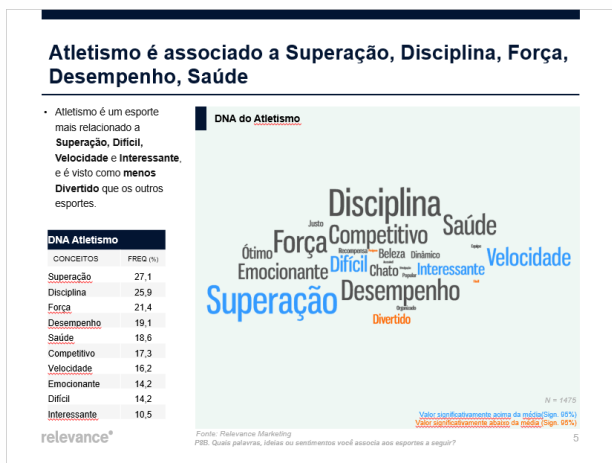 Atletismo é associado a Superação, Disciplina, Força,
Desempenho, Saúde
• Atletismo é um esporte
mais relacionado a
Superação, Difícil,
Velocidade e Interessante,
e é visto como menos
Divertido que os outros
esportes.
DNA Atletismo
CONCEITOS FREQ (%)
Superação 27,1
Disciplina 25,9
Força 21,4
Desempenho 19,1
Saúde 18,6
Competitivo 17,3
Velocidade 16,2
Emocionante 14,2
Difícil 14,2
Interessante 10,5
DNA do Atletismo
Disciplina
Justo
Saúde
Força Competitivo
Equipe
Ótimo
Recompensa
Beleza Dinâmico
Velocidade
Emocionante Difícil Chato
Popular
Interessante
Superação Desempenho
Organizado
Divertido
N = 1475
Valor significativamente acima da média(Sign. 95%)
Valor significativamente abaixo da média (Sign. 95%)
relevance®
Fonte: Relevance Marketing
P9B. Quais palavras, ideias ou sentimentos você associa aos esportes a seguir?
5